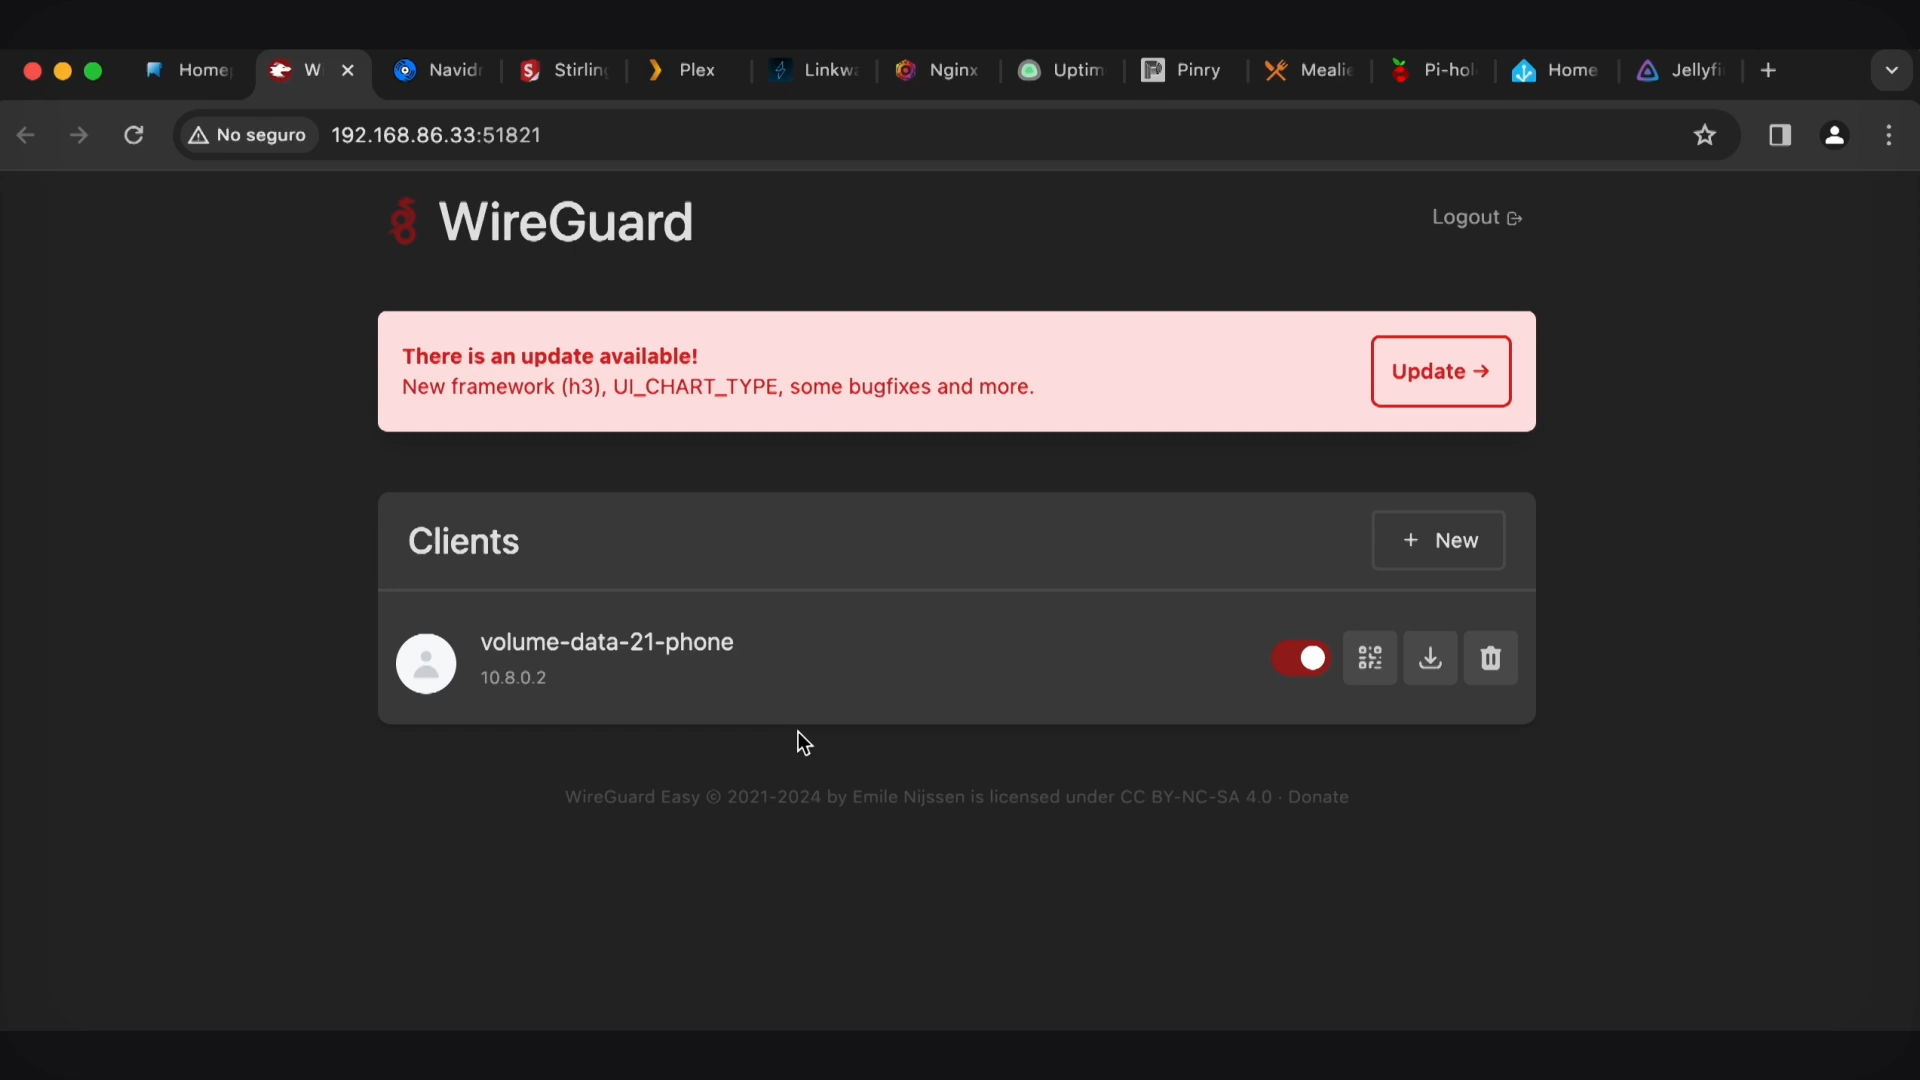 Home
W
Navid
Stirling
Plex
Linkwa
Nginx
Uptim
Pinry
Mealie
Pi-hol
Home
Jellyfi
No seguro
192.168.86.33:51821
WireGuard
Logout
There is an update available!
New framework (h3), UI_CHART_TYPE, some bugfixes and more.
Update →
Clients
+ New
volume-data-21-phone
10.8.0.2
WireGuard Easy © 2021-2024 by Emile Nijssen is licensed under CC BY-NC-SA 4.0 · Donate